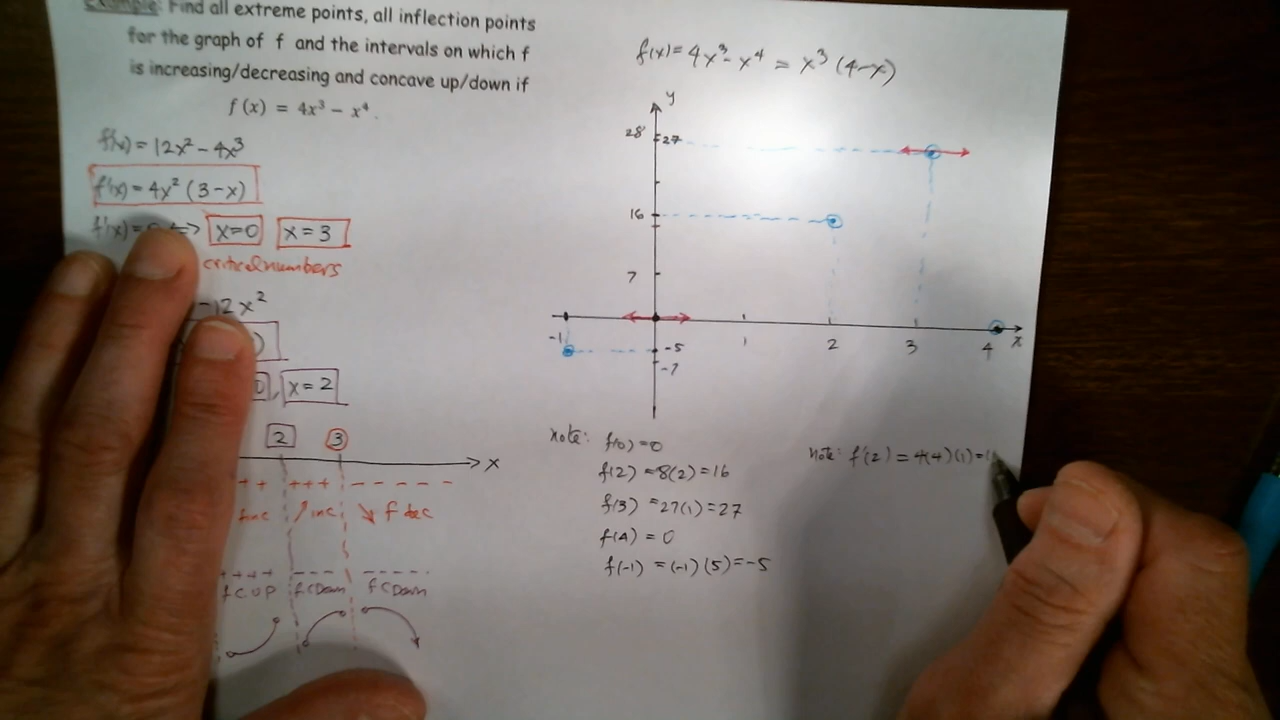 Example: Find all extreme points, all inflection points
for the graph of f and the intervals on which f
is increasing/decreasing and concave up/down if
f(x) = 4x³ − x⁴.
f'(x) = 12x² − 4x³
f'(x) = 4x² (3−x)
f'(x) = 0 <=> x=0 x=3
critical numbers
−12x²
)
0, x=2
2 3
x
++ +++ − − − − − −
f inc ↗ inc ↘ f dec
++++ −−− −−−−
f C.UP f C Down f C Down
f(x) = 4x³ − x⁴ = x³ (4−x)
y
28 27
16
7
-1 1 2 3 4 x
-5
-7
note: f(0) = 0
f(2) = 8(2) = 16
f(3) = 27(1) = 27
f(4) = 0
f(-1) = (-1)(5) = -5
note: f'(2) = 4(4)(1) = 1